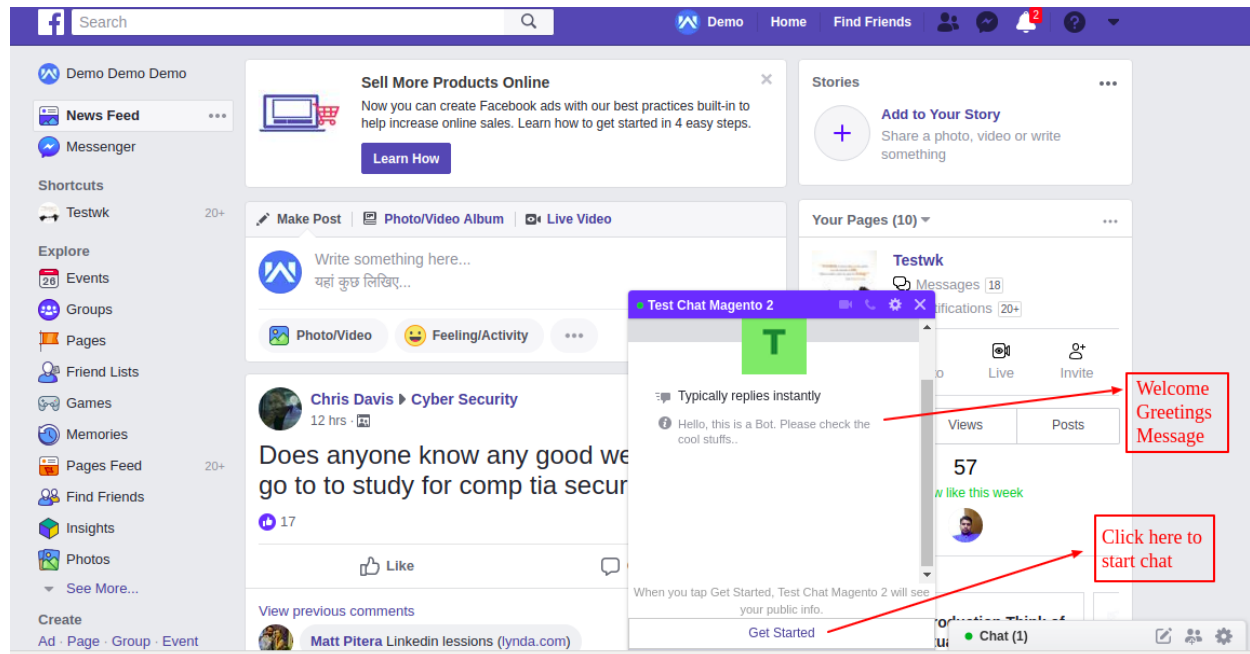 Search
Demo
Home
Find Friends
2
Demo Demo Demo
News Feed
Messenger
Shortcuts
Testwk 20+
Explore
26 Events
Groups
Pages
Friend Lists
Games
Memories
Pages Feed 20+
Find Friends
Insights
Photos
See More...
Create
Ad · Page · Group · Event
Sell More Products Online
Now you can create Facebook ads with our best practices built-in to
help increase online sales. Learn how to get started in 4 easy steps.
Learn How
Make Post
Photo/Video Album
Live Video
Write something here...
यहां कुछ लिखिए...
Photo/Video
Feeling/Activity
Chris Davis Cyber Security
12 hrs ·
Does anyone know any good we
go to to study for comp tia secur
17
Like
View previous comments
Matt Pitera Linkedin lessions (lynda.com)
Stories
Add to Your Story
Share a photo, video or write
something
Your Pages (10)
Testwk
Messages 18
tifications 20+
Live
Invite
Views
Posts
57
w like this week
Test Chat Magento 2
T
Typically replies instantly
Hello, this is a Bot. Please check the
cool stuffs..
When you tap Get Started, Test Chat Magento 2 will see
your public info.
Get Started
Welcome
Greetings
Message
Click here to
start chat
Chat (1)